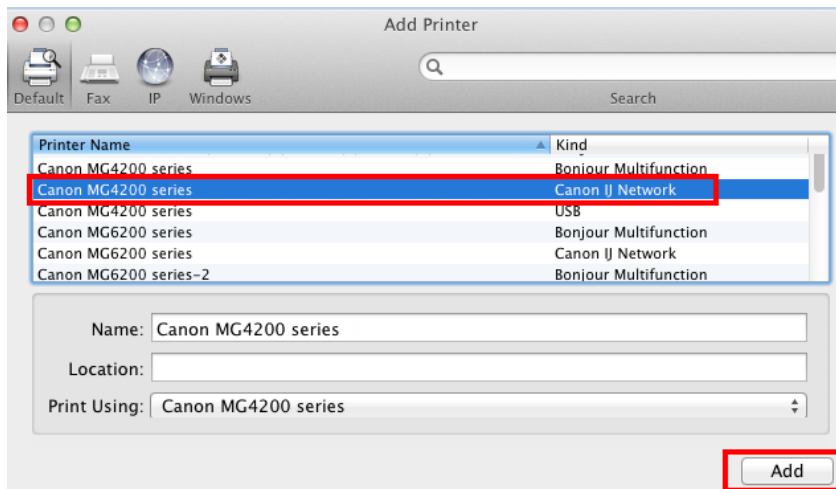 Add Printer
Default Fax IP Windows Search
Printer Name Kind
Canon MG4200 series Bonjour Multifunction
Canon MG4200 series Canon IJ Network
Canon MG4200 series USB
Canon MG6200 series Bonjour Multifunction
Canon MG6200 series Canon IJ Network
Canon MG6200 series-2 Bonjour Multifunction
Name: Canon MG4200 series
Location:
Print Using: Canon MG4200 series
Add